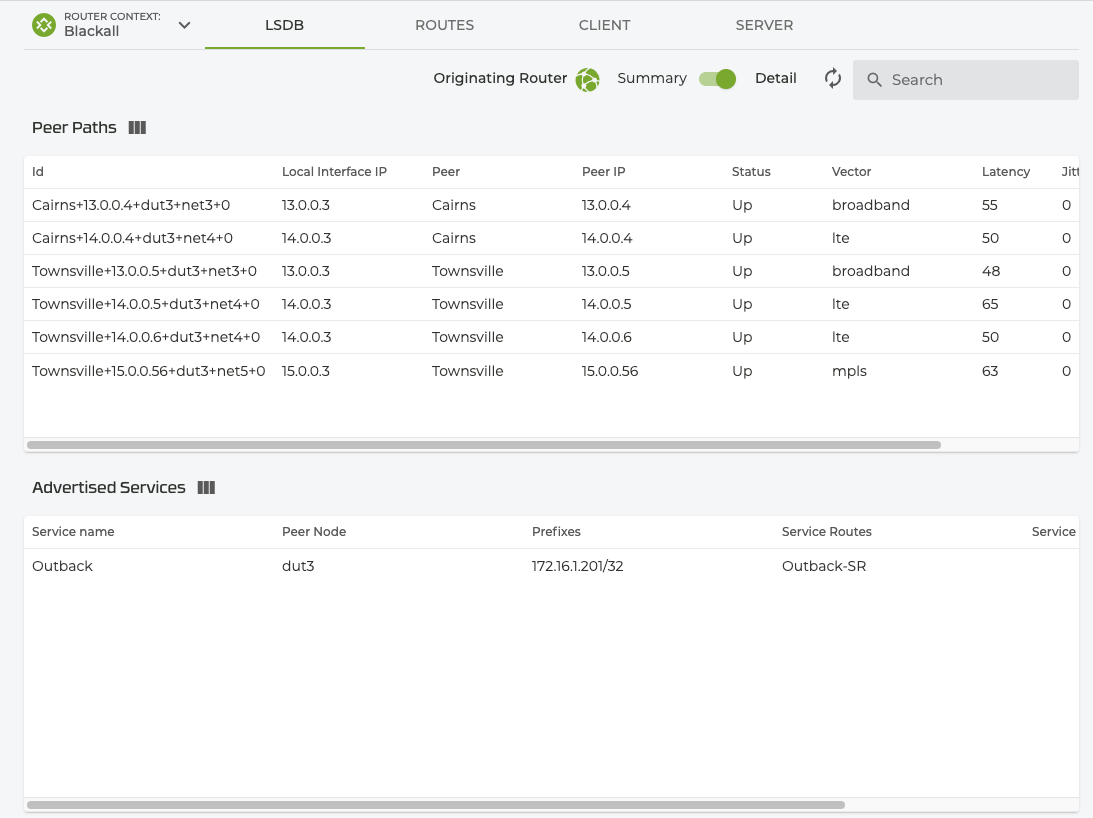 ROUTER CONTEXT:
Blackall
LSDB ROUTES CLIENT SERVER
Originating Router Summary Detail Search
Peer Paths
Id Local Interface IP Peer Peer IP Status Vector Latency Jitt
Cairns+13.0.0.4+dut3+net3+0 13.0.0.3 Cairns 13.0.0.4 Up broadband 55 0
Cairns+14.0.0.4+dut3+net4+0 14.0.0.3 Cairns 14.0.0.4 Up lte 50 0
Townsville+13.0.0.5+dut3+net3+0 13.0.0.3 Townsville 13.0.0.5 Up broadband 48 0
Townsville+14.0.0.5+dut3+net4+0 14.0.0.3 Townsville 14.0.0.5 Up lte 65 0
Townsville+14.0.0.6+dut3+net4+0 14.0.0.3 Townsville 14.0.0.6 Up lte 50 0
Townsville+15.0.0.56+dut3+net5+0 15.0.0.3 Townsville 15.0.0.56 Up mpls 63 0
Advertised Services
Service name Peer Node Prefixes Service Routes Service
Outback dut3 172.16.1.201/32 Outback-SR